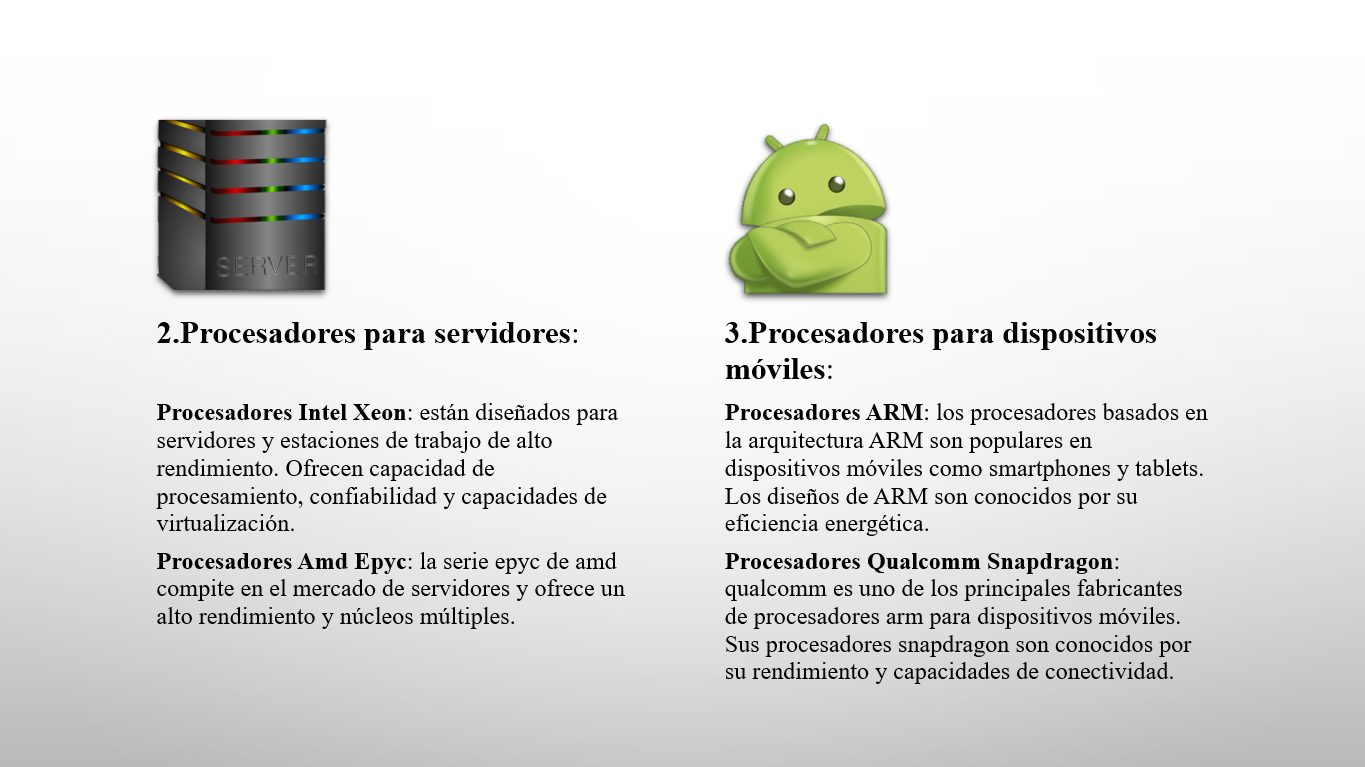 SERVER
2.Procesadores para servidores:
Procesadores Intel Xeon: están diseñados para
servidores y estaciones de trabajo de alto
rendimiento. Ofrecen capacidad de
procesamiento, confiabilidad y capacidades de
virtualización.
Procesadores Amd Epyc: la serie epyc de amd
compite en el mercado de servidores y ofrece un
alto rendimiento y núcleos múltiples.
3.Procesadores para dispositivos
móviles:
Procesadores ARM: los procesadores basados en
la arquitectura ARM son populares en
dispositivos móviles como smartphones y tablets.
Los diseños de ARM son conocidos por su
eficiencia energética.
Procesadores Qualcomm Snapdragon:
qualcomm es uno de los principales fabricantes
de procesadores arm para dispositivos móviles.
Sus procesadores snapdragon son conocidos por
su rendimiento y capacidades de conectividad.